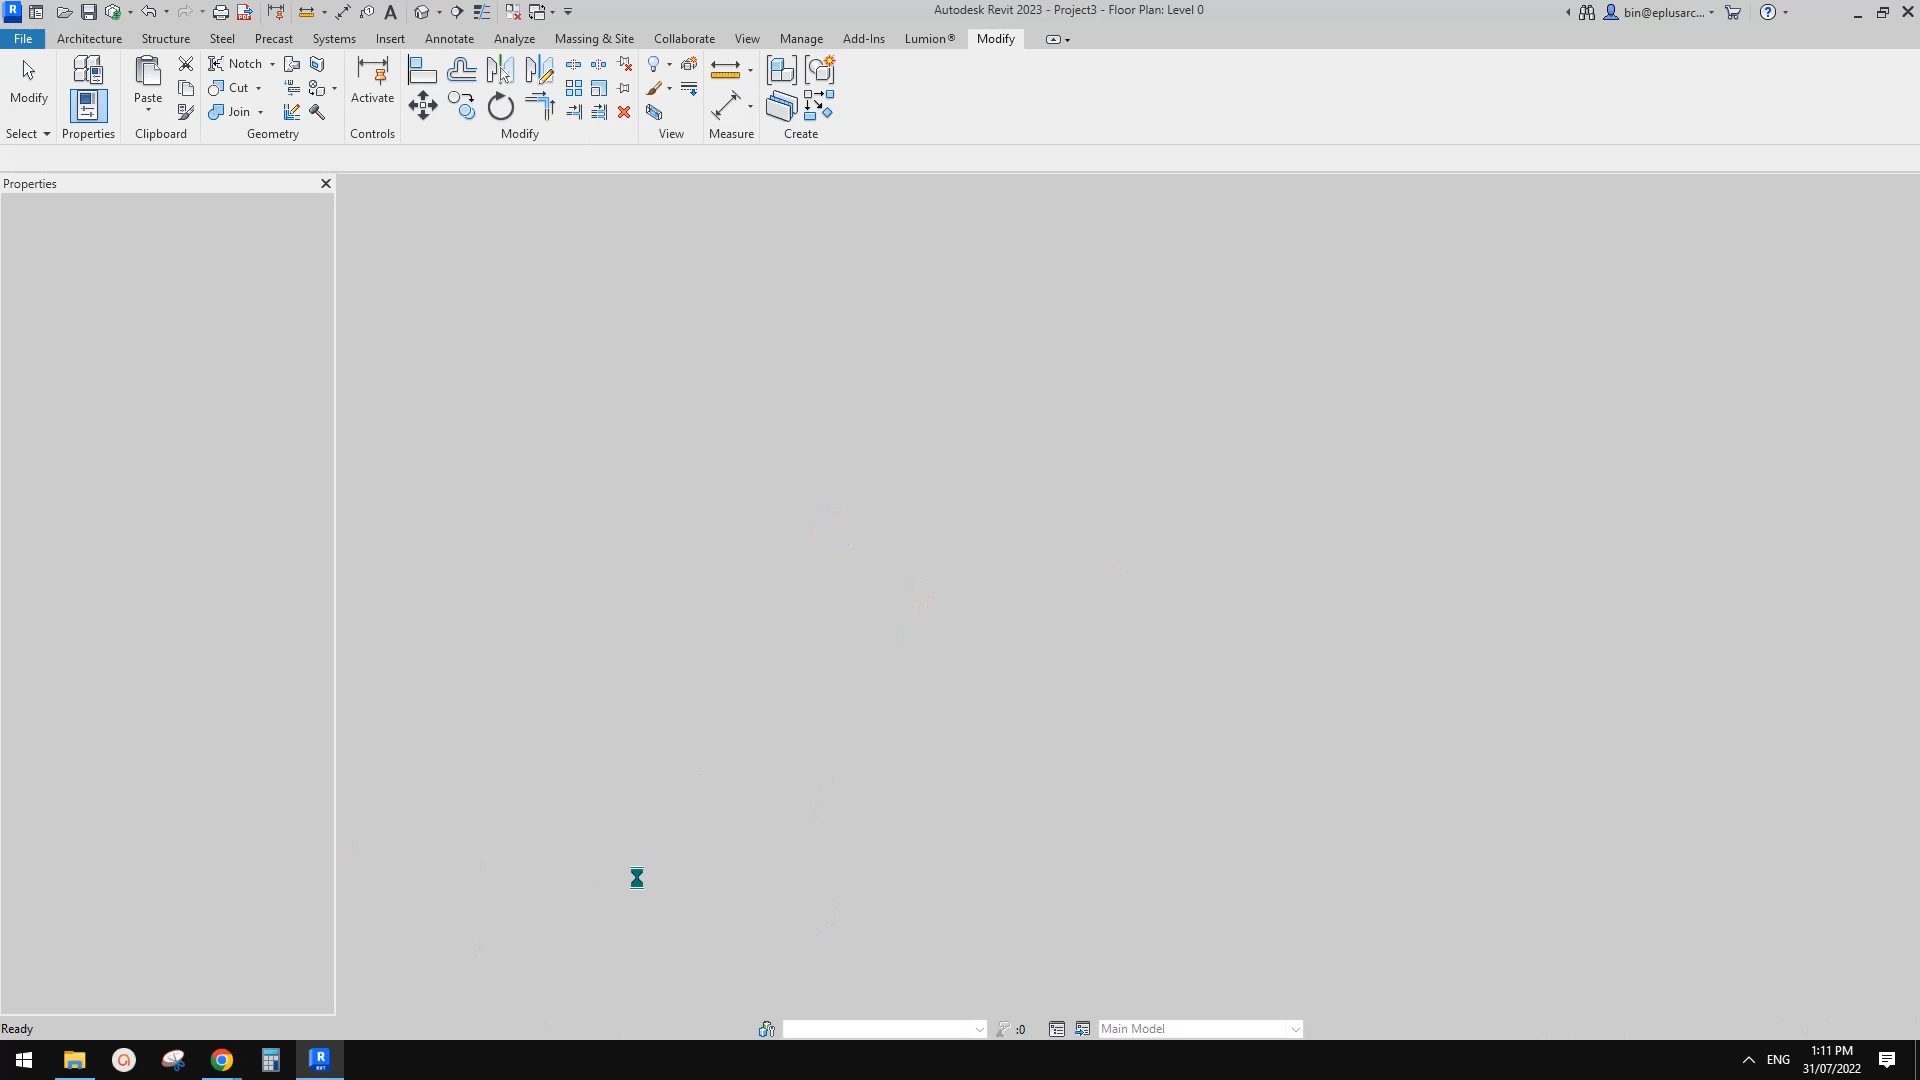 Autodesk Revit 2023 - Project3 - Floor Plan: Level 0
bin@eplusarc...
File
Architecture
Structure
Steel
Precast
Systems
Insert
Annotate
Analyze
Massing & Site
Collaborate
View
Manage
Add-Ins
Lumion®
Modify
Modify
Paste
Notch
Cut
Join
Activate
Select
Properties
Clipboard
Geometry
Controls
Modify
View
Measure
Create
Properties
Ready
:0
Main Model
R
RVT
ENG
1:11 PM
31/07/2022